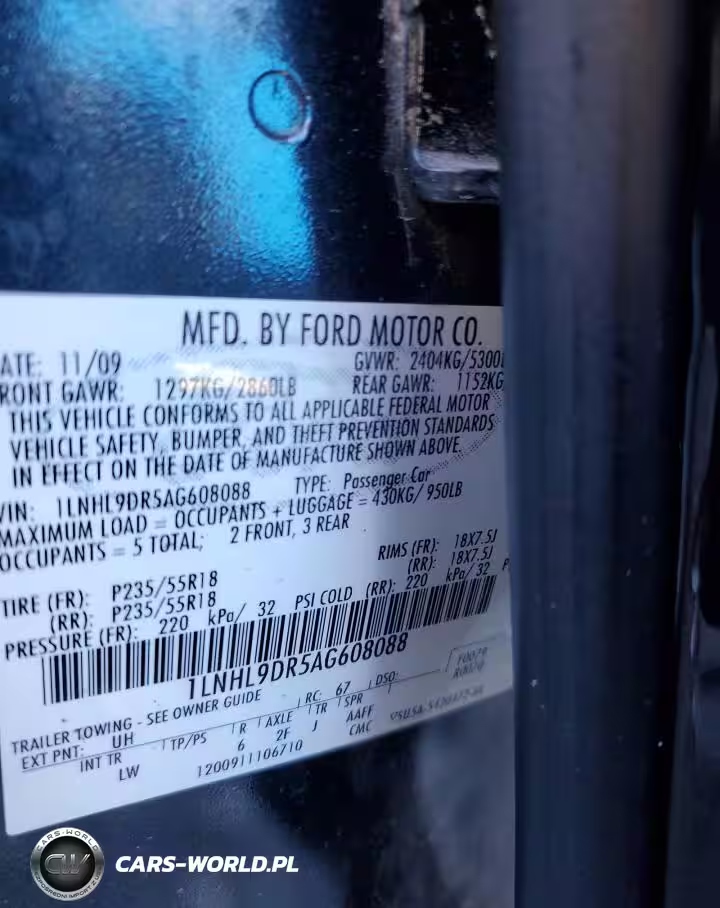 MFD. BY FORD MOTOR CO.
ATE: 11/09 GVWR: 2404KG/5300
RONT GAWR: 1297KG/2860LB REAR GAWR: 1152KG
THIS VEHICLE CONFORMS TO ALL APPLICABLE FEDERAL MOTOR
VEHICLE SAFETY, BUMPER, AND THEFT PREVENTION STANDARDS
IN EFFECT ON THE DATE OF MANUFACTURE SHOWN ABOVE.
VIN: 1LNHL9DR5AG608088 TYPE: Passenger Car
MAXIMUM LOAD = OCCUPANTS + LUGGAGE = 430KG/ 950LB
OCCUPANTS = 5 TOTAL; 2 FRONT, 3 REAR
TIRE (FR): P235/55R18 RIMS (FR): 18X7.5J
(RR): P235/55R18 (RR): 18X7.5J
PRESSURE (FR): 220 kPa/ 32 PSI COLD (RR): 220 kPa/ 32 P
1LNHL9DR5AG608088
F0079
R0070
TRAILER TOWING - SEE OWNER GUIDE RC: 67 DSO:
EXT PNT: UH INT TR TP/PS R AXLE TR SPR
LW 6 2F J AAFF
1200911106710 CMC
CARS-WORLD
CW
CARS-WORLD.PL